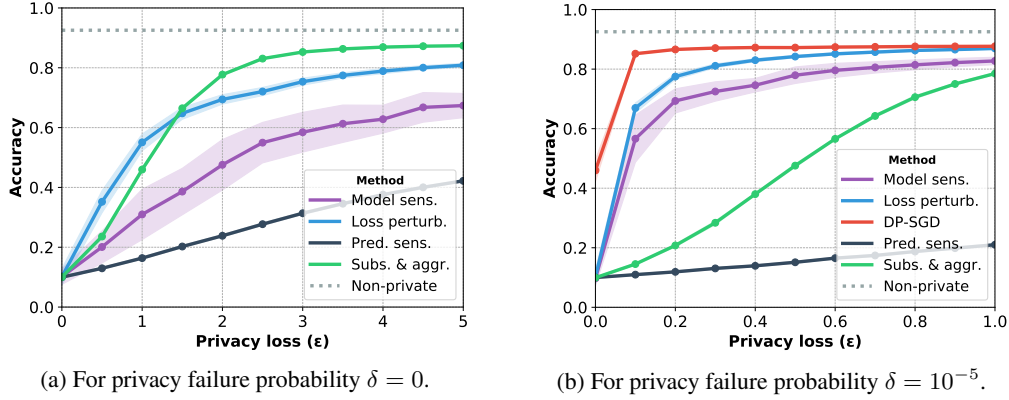 1.0
0.8
0.6
0.4
0.2
0.0
Accuracy
0
1
2
3
4
5
Privacy loss (ε)
Method
Model sens.
Loss perturb.
Pred. sens.
Subs. & aggr.
Non-private
(a) For privacy failure probability δ = 0.
1.0
0.8
0.6
0.4
0.2
0.0
Accuracy
0.0
0.2
0.4
0.6
0.8
1.0
Privacy loss (ε)
Method
Model sens.
Loss perturb.
DP-SGD
Pred. sens.
Subs. & aggr.
Non-private
(b) For privacy failure probability δ = 10⁻⁵.